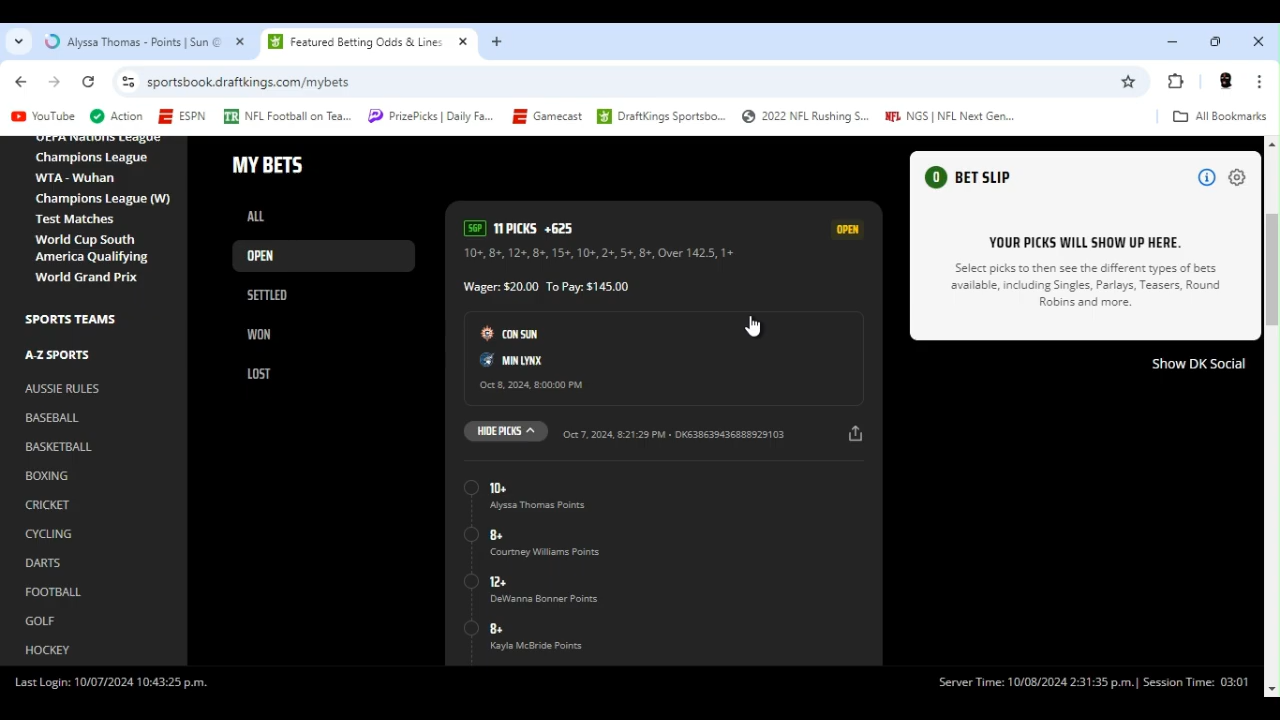 Alyssa Thomas - Points | Sun @
Featured Betting Odds & Lines
sportsbook.draftkings.com/mybets
YouTube
Action
ESPN
NFL Football on Tea...
PrizePicks | Daily Fa...
Gamecast
DraftKings Sportsbo...
2022 NFL Rushing S...
NGS | NFL Next Gen...
All Bookmarks
UEFA Nations League
Champions League
WTA - Wuhan
Champions League (W)
Test Matches
World Cup South
America Qualifying
World Grand Prix
SPORTS TEAMS
A-Z SPORTS
AUSSIE RULES
BASEBALL
BASKETBALL
BOXING
CRICKET
CYCLING
DARTS
FOOTBALL
GOLF
HOCKEY
MY BETS
ALL
OPEN
SETTLED
WON
LOST
SGP 11 PICKS +625
OPEN
10+, 8+, 12+, 8+, 15+, 10+, 2+, 5+, 8+, Over 142.5, 1+
Wager: $20.00 To Pay: $145.00
CON SUN
MIN LYNX
Oct 8, 2024, 8:00:00 PM
HIDE PICKS
Oct 7, 2024, 8:21:29 PM • DK638639436888929103
10+
Alyssa Thomas Points
8+
Courtney Williams Points
12+
DeWanna Bonner Points
8+
Kayla McBride Points
0 BET SLIP
YOUR PICKS WILL SHOW UP HERE.
Select picks to then see the different types of bets
available, including Singles, Parlays, Teasers, Round
Robins and more.
Show DK Social
Last Login: 10/07/2024 10:43:25 p.m.
Server Time: 10/08/2024 2:31:35 p.m.| Session Time: 03:01